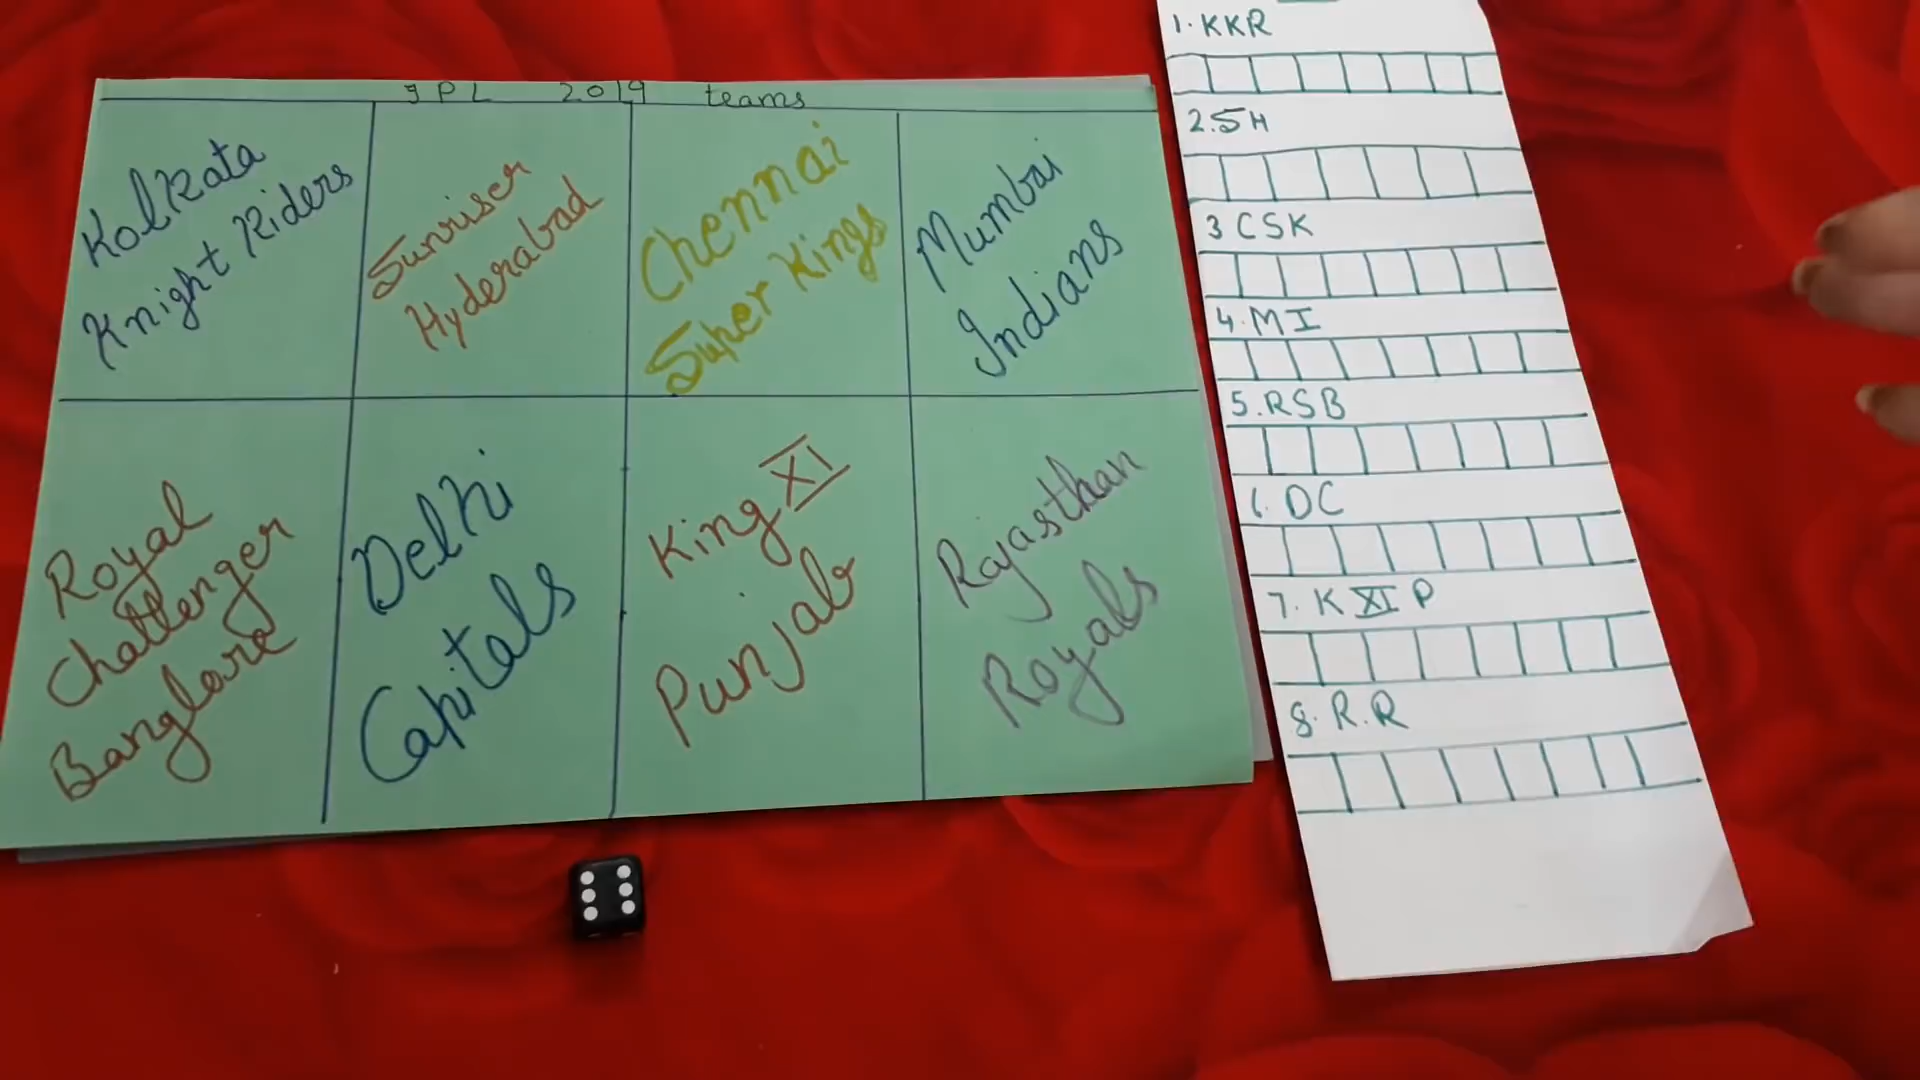 IPL 2019 teams
Kolkata
Knight Riders
Sunriser
Hyderabad
Chennai
Super Kings
Mumbai
Indians
Royal
Challenger
Banglore
Delhi
Capitals
King XI
Punjab
Rajasthan
Royals
1. KKR
2. SH
3 CSK
4. MI
5. RSB
6. DC
7. K XI P
8. R.R